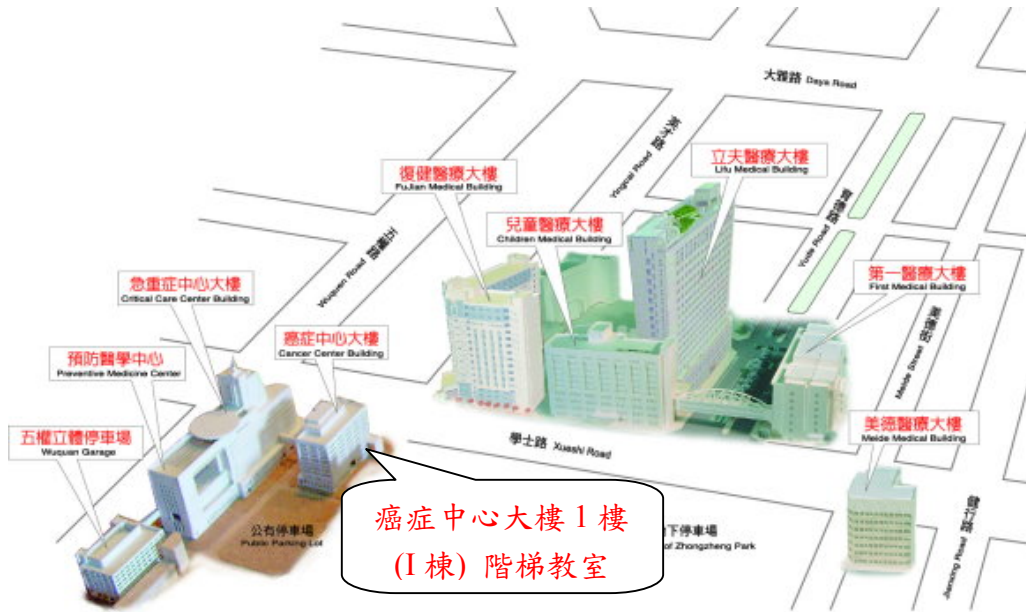 大雅路 Daya Road
英才路
Yingcai Road
立夫醫療大樓
Lifu Medical Building
復健醫療大樓
FuJian Medical Building
育德路
Yude Road
兒童醫療大樓
Children Medical Building
五權路
Wuquan Road
第一醫療大樓
First Medical Building
急重症中心大樓
Critical Care Center Building
美德街
Meide Street
癌症中心大樓
Cancer Center Building
預防醫學中心
Preventive Medicine Center
美德醫療大樓
Meide Medical Building
五權立體停車場
Wuquan Garage
學士路 Xueshi Road
健行路
Jianxing Road
公有停車場
Public Parking Lot
下停車場
of Zhongzheng Park
癌症中心大樓 1 樓
(I 棟) 階梯教室